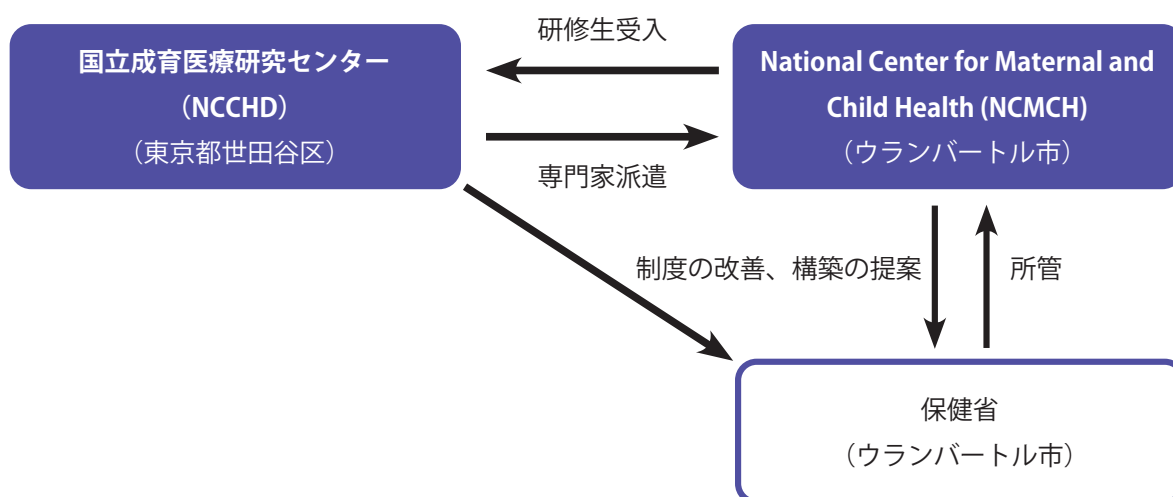 研修生受入
国立成育医療研究センター
（NCCHD）
（東京都世田谷区）
National Center for Maternal and
Child Health (NCMCH)
（ウランバートル市）
専門家派遣
制度の改善、構築の提案
所管
保健省
（ウランバートル市）